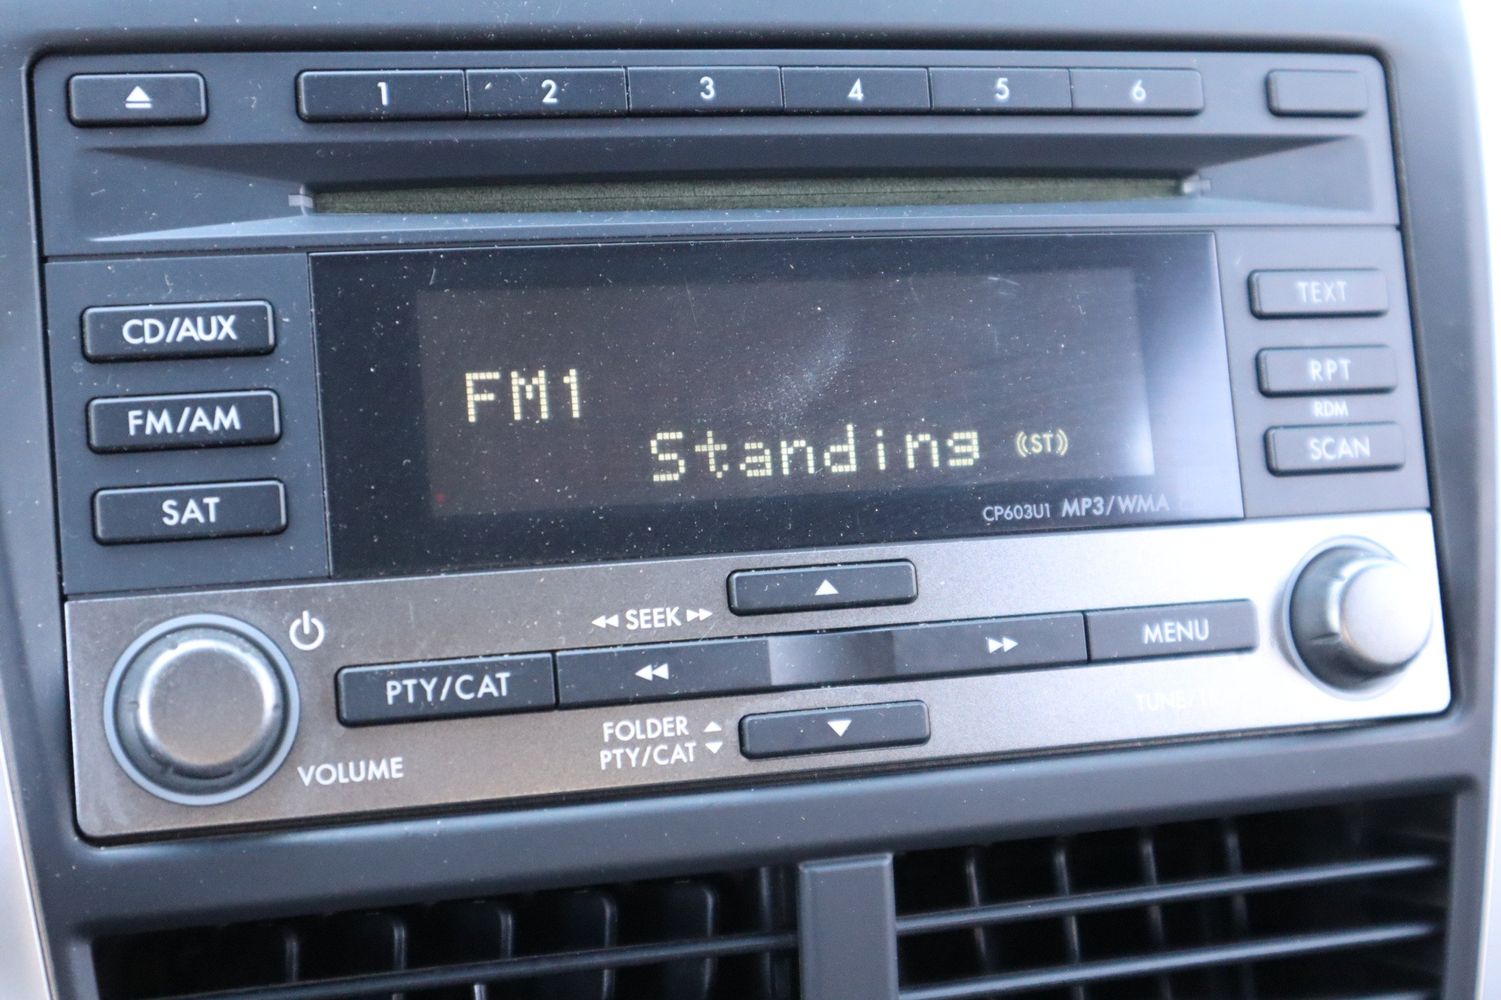 1 2 3 4 5 6
CD/AUX
FM/AM
SAT
FM1
Standing (ST)
CP603U1 MP3/WMA
TEXT
RPT
RDM
SCAN
SEEK
PTY/CAT
MENU
FOLDER
PTY/CAT
VOLUME